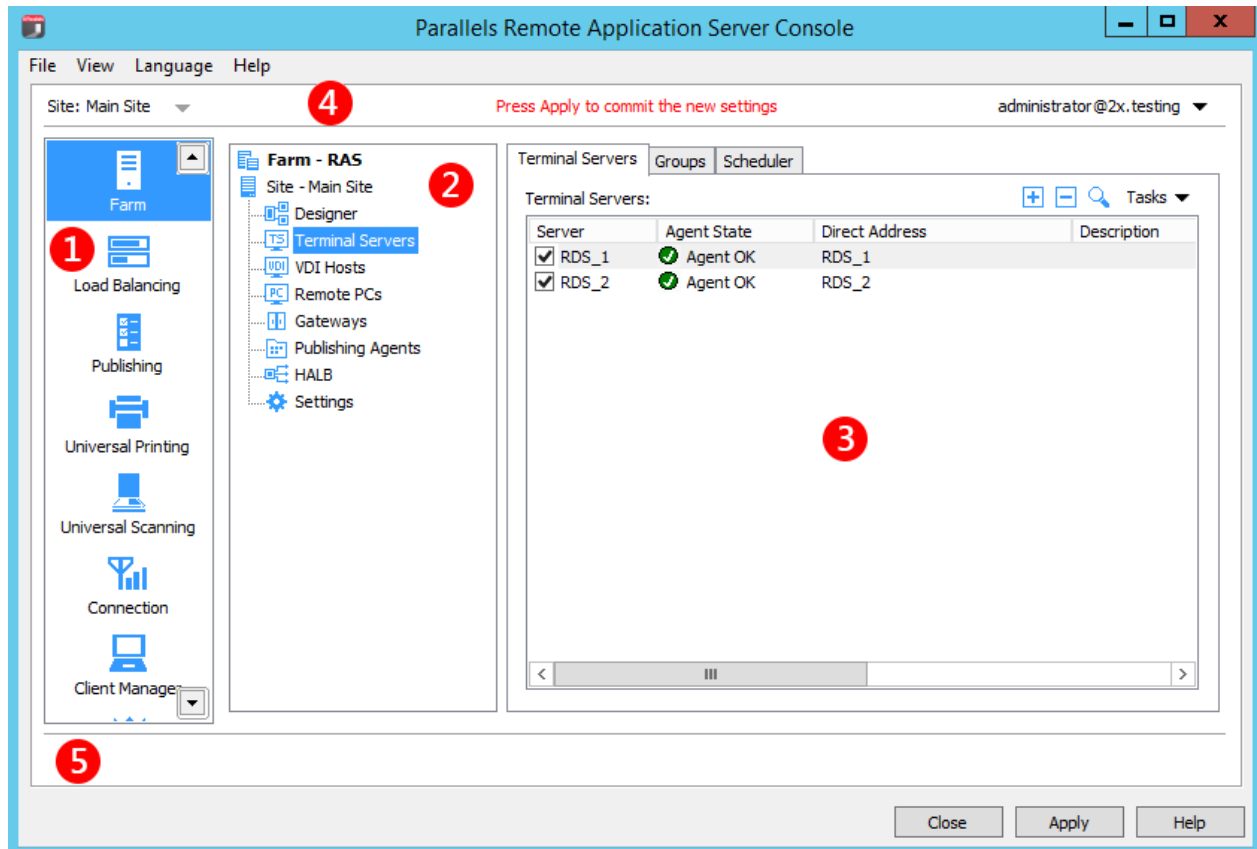 Parallels Remote Application Server Console
File View Language Help
Site: Main Site
4
Press Apply to commit the new settings
administrator@2x.testing
1
Farm
Load Balancing
Publishing
Universal Printing
Universal Scanning
Connection
Client Manager
2
Farm - RAS
Site - Main Site
Designer
TS Terminal Servers
VDI VDI Hosts
PC Remote PCs
Gateways
Publishing Agents
HALB
Settings
Terminal Servers Groups Scheduler
Terminal Servers: Tasks
Server Agent State Direct Address Description
RDS_1 Agent OK RDS_1
RDS_2 Agent OK RDS_2
3
5
Close Apply Help